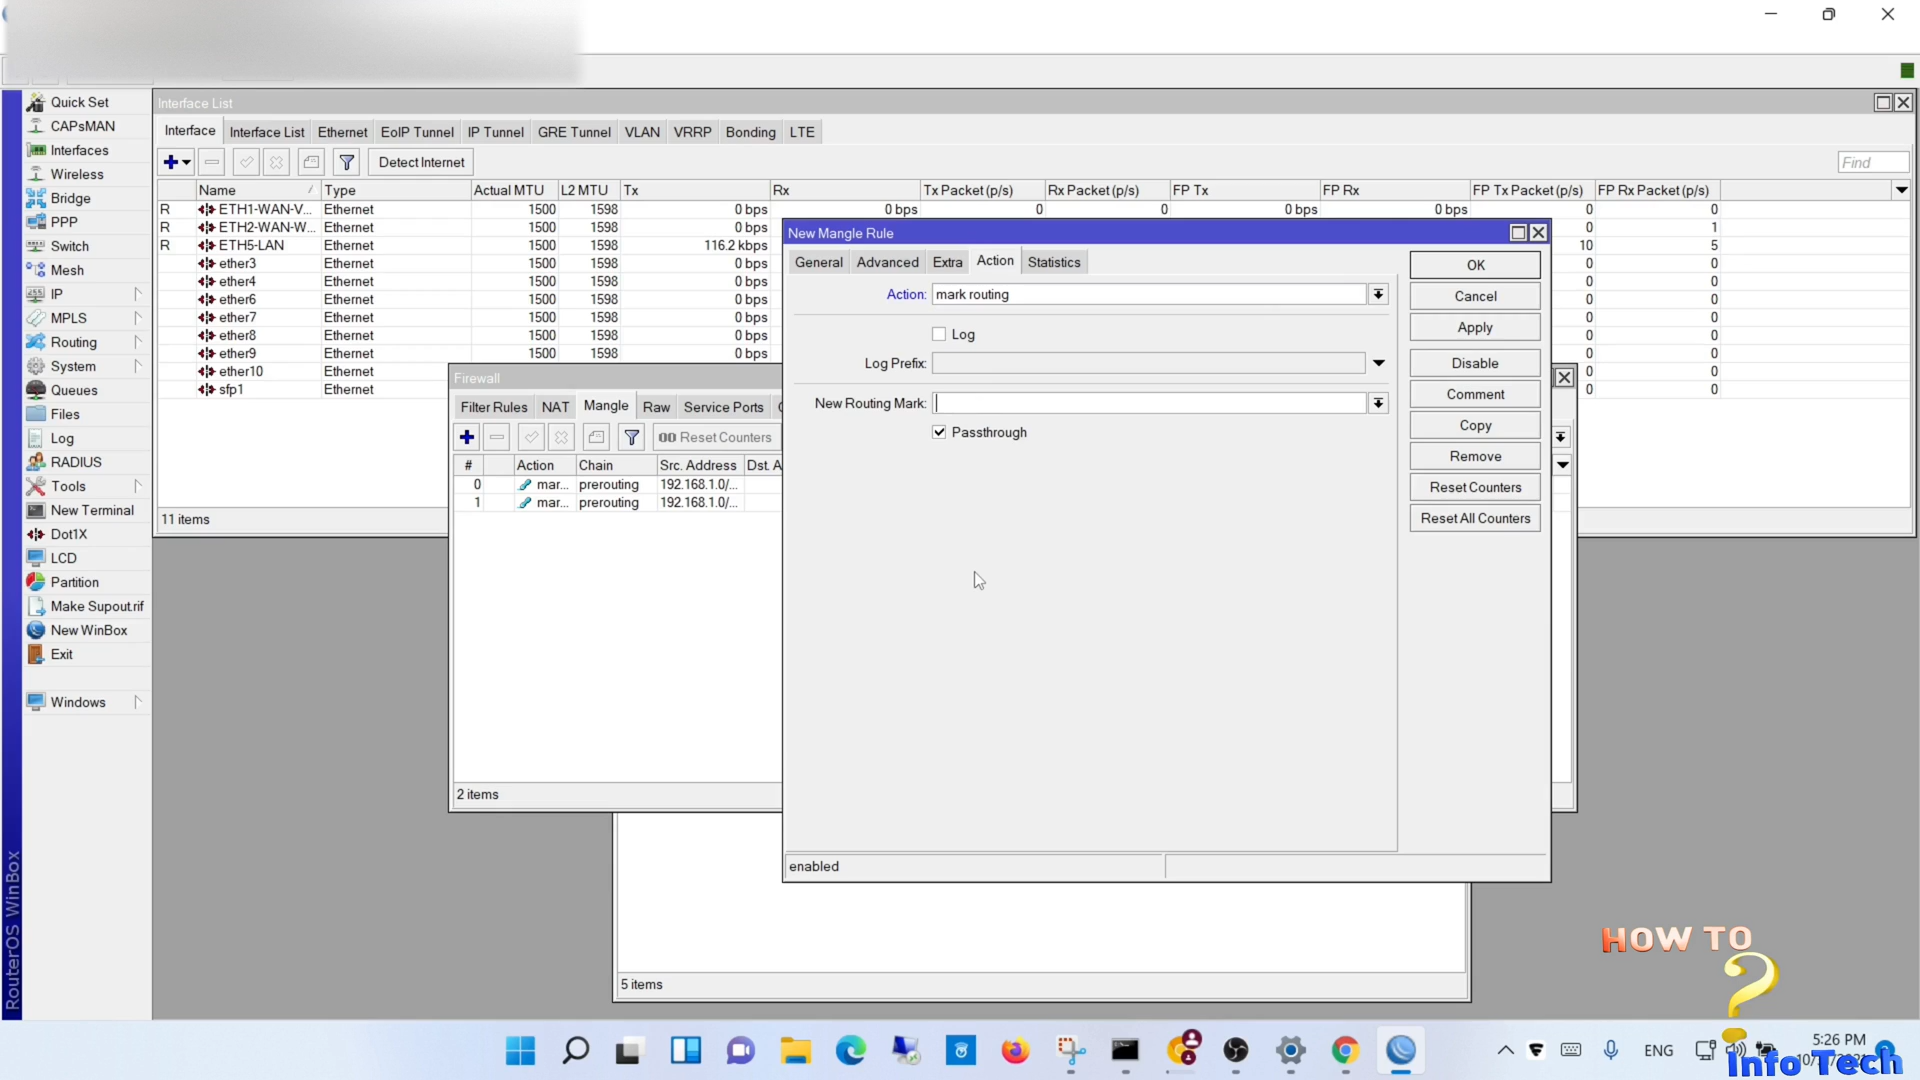 Quick Set
CAPsMAN
Interfaces
Wireless
Bridge
PPP
Switch
Mesh
IP
MPLS
Routing
System
Queues
Files
Log
RADIUS
Tools
New Terminal
Dot1X
LCD
Partition
Make Supout.rif
New WinBox
Exit
Windows
RouterOS WinBox
Interface List
Interface Interface List Ethernet EoIP Tunnel IP Tunnel GRE Tunnel VLAN VRRP Bonding LTE
Detect Internet Find
Name / Type Actual MTU L2 MTU Tx Rx Tx Packet (p/s) Rx Packet (p/s) FP Tx FP Rx FP Tx Packet (p/s) FP Rx Packet (p/s)
R ETH1-WAN-V... Ethernet 1500 1598 0 bps 0 bps 0 0 0 bps 0 bps 0 0
R ETH2-WAN-W... Ethernet 1500 1598 0 bps 0 1
R ETH5-LAN Ethernet 1500 1598 116.2 kbps 10 5
ether3 Ethernet 1500 1598 0 bps 0 0
ether4 Ethernet 1500 1598 0 bps 0 0
ether6 Ethernet 1500 1598 0 bps 0 0
ether7 Ethernet 1500 1598 0 bps 0 0
ether8 Ethernet 1500 1598 0 bps 0 0
ether9 Ethernet 1500 1598 0 bps 0 0
ether10 Ethernet 0 0
sfp1 Ethernet 0 0
11 items
Firewall
Filter Rules NAT Mangle Raw Service Ports
00 Reset Counters
# Action Chain Src. Address Dst. A
0 mar... prerouting 192.168.1.0/...
1 mar... prerouting 192.168.1.0/...
2 items
New Mangle Rule
General Advanced Extra Action Statistics
Action: mark routing
Log
Log Prefix:
New Routing Mark:
Passthrough
OK
Cancel
Apply
Disable
Comment
Copy
Remove
Reset Counters
Reset All Counters
enabled
5 items
HOW TO
?
Info Tech
ENG
5:26 PM